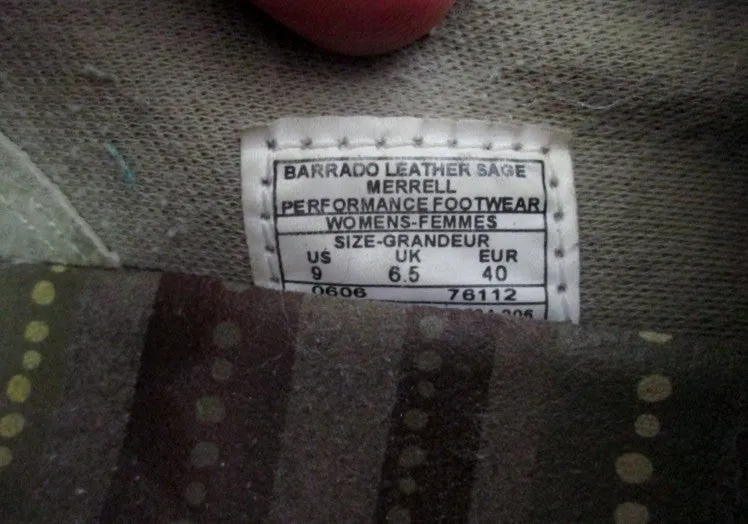 BARRADO LEATHER SAGE
MERRELL
PERFORMANCE FOOTWEAR
WOMENS-FEMMES
SIZE-GRANDEUR
US UK EUR
9 6.5 40
0606 76112